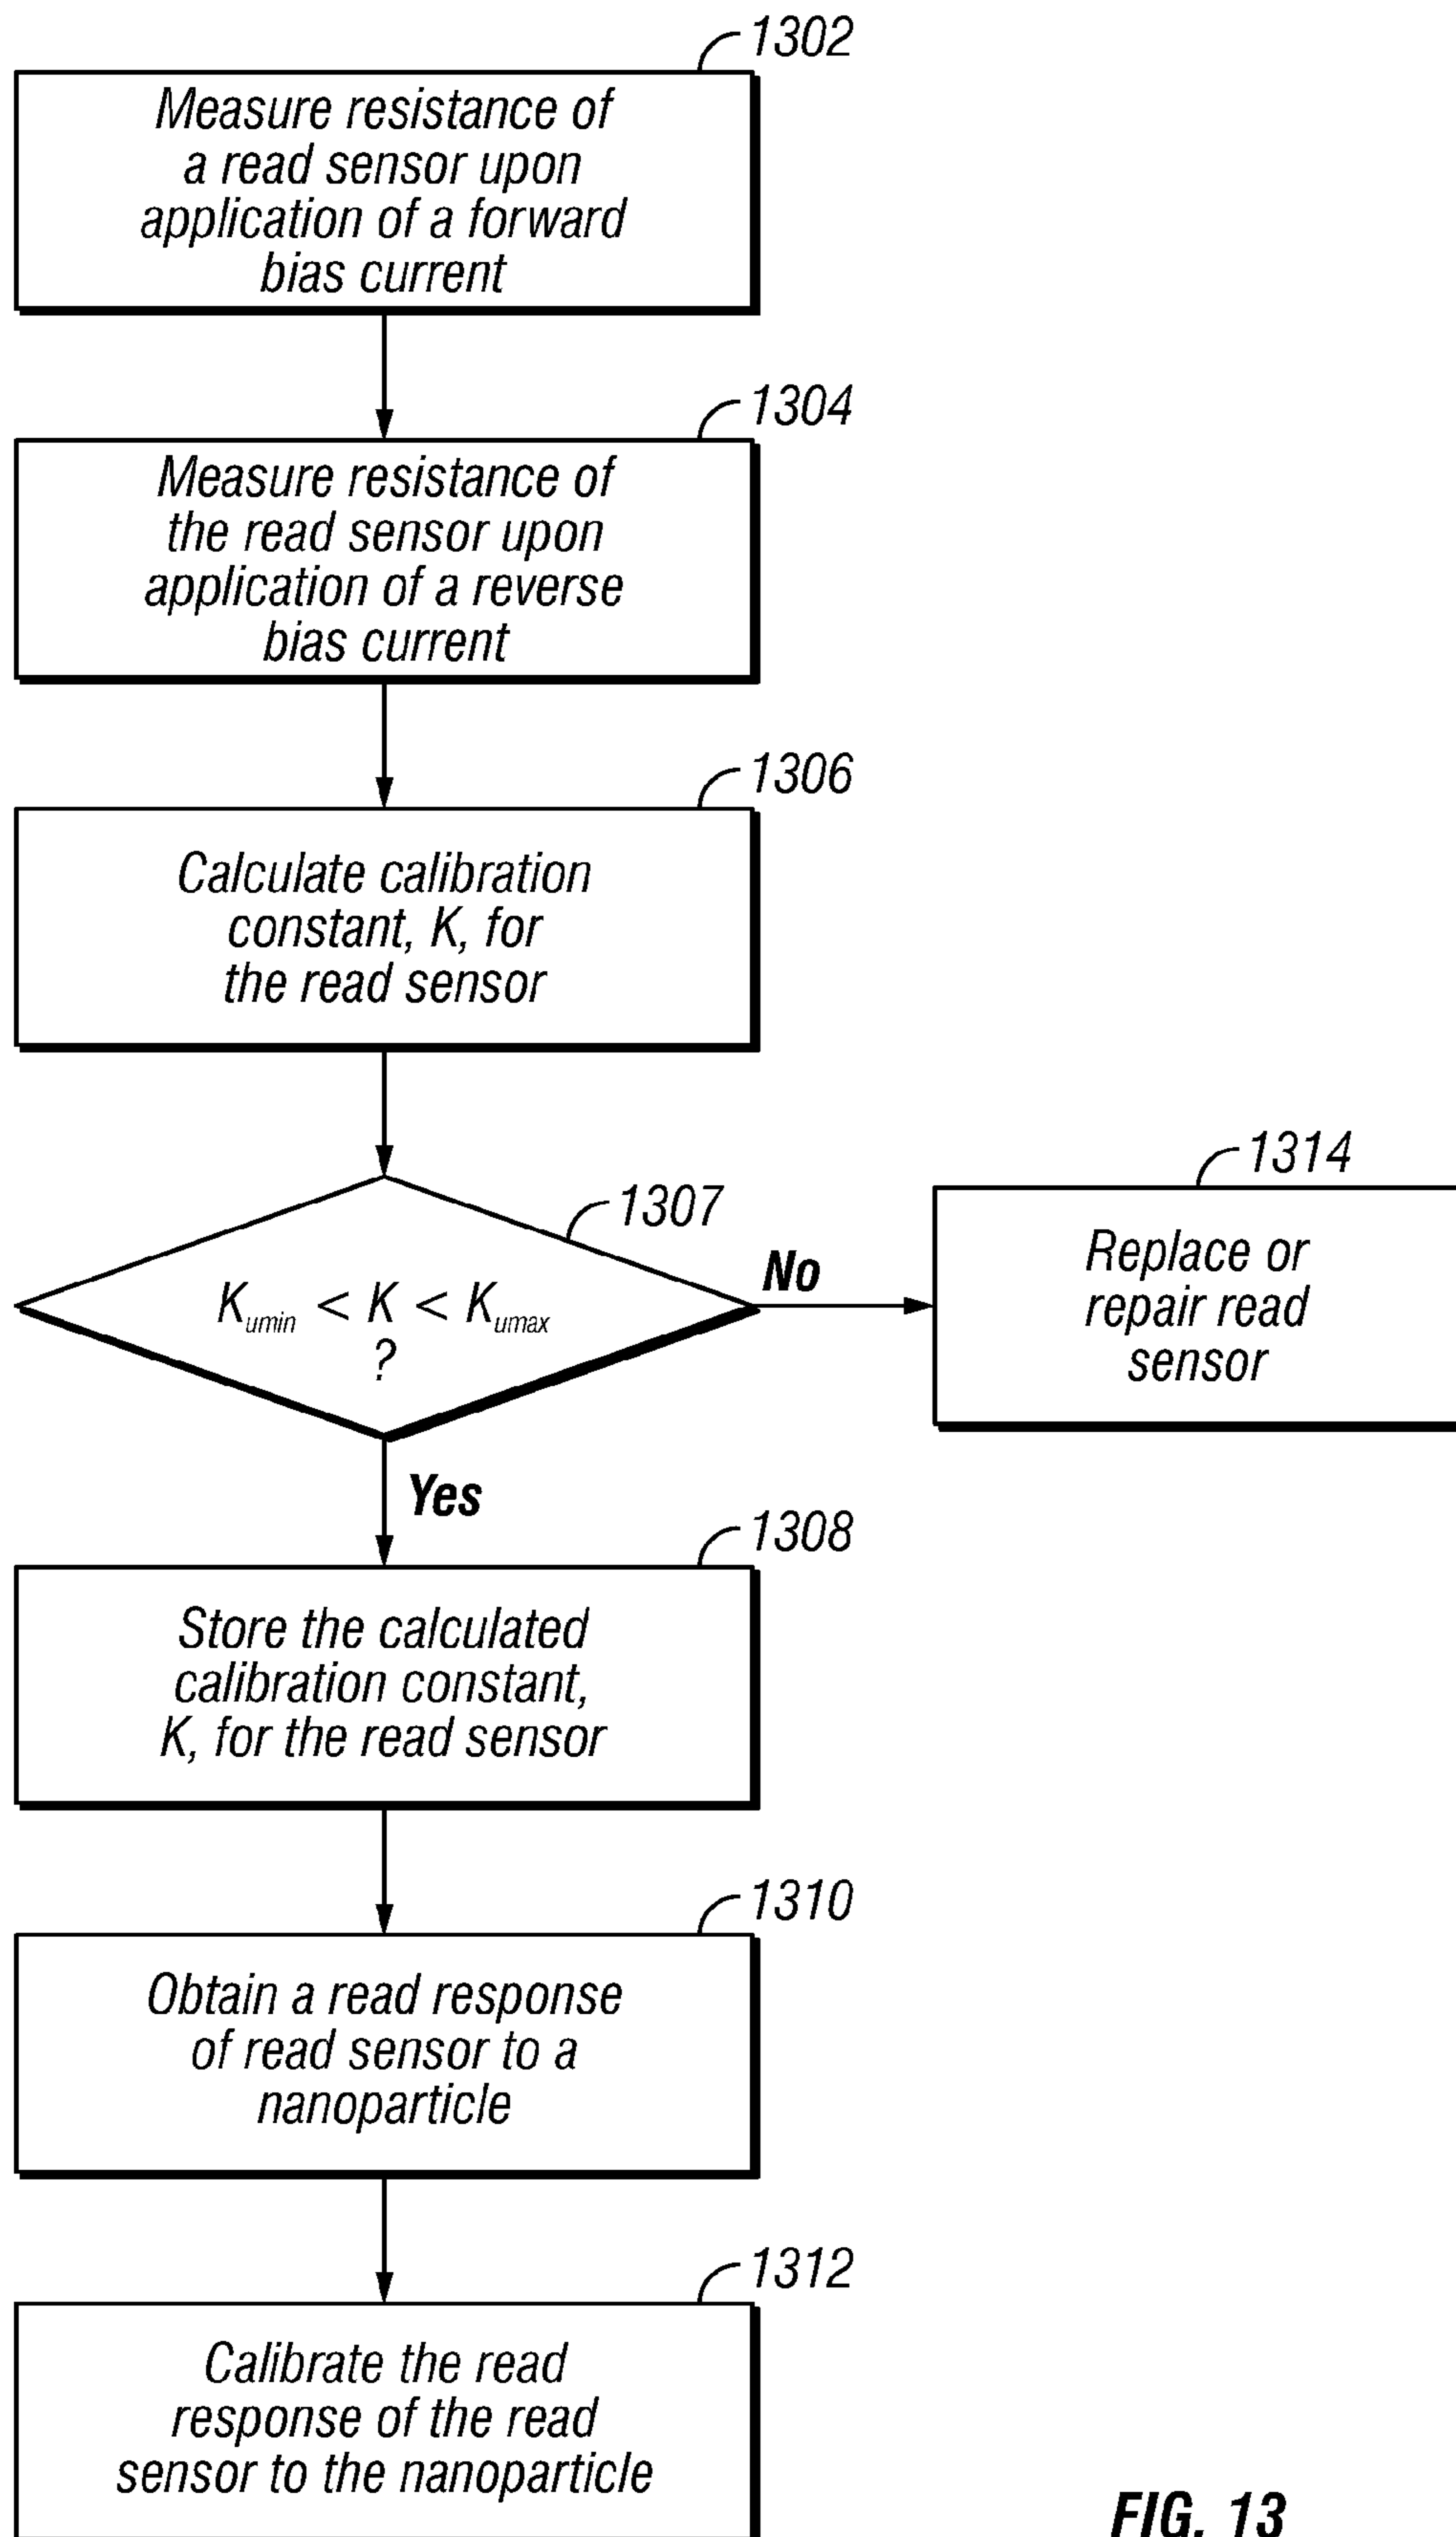 1302
Measure resistance of
a read sensor upon
application of a forward
bias current
1304
Measure resistance of
the read sensor upon
application of a reverse
bias current
1306
Calculate calibration
constant, K, for
the read sensor
1307
K_umin < K < K_umax
?
No
1314
Replace or
repair read
sensor
Yes
1308
Store the calculated
calibration constant,
K, for the read sensor
1310
Obtain a read response
of read sensor to a
nanoparticle
1312
Calibrate the read
response of the read
sensor to the nanoparticle
FIG. 13